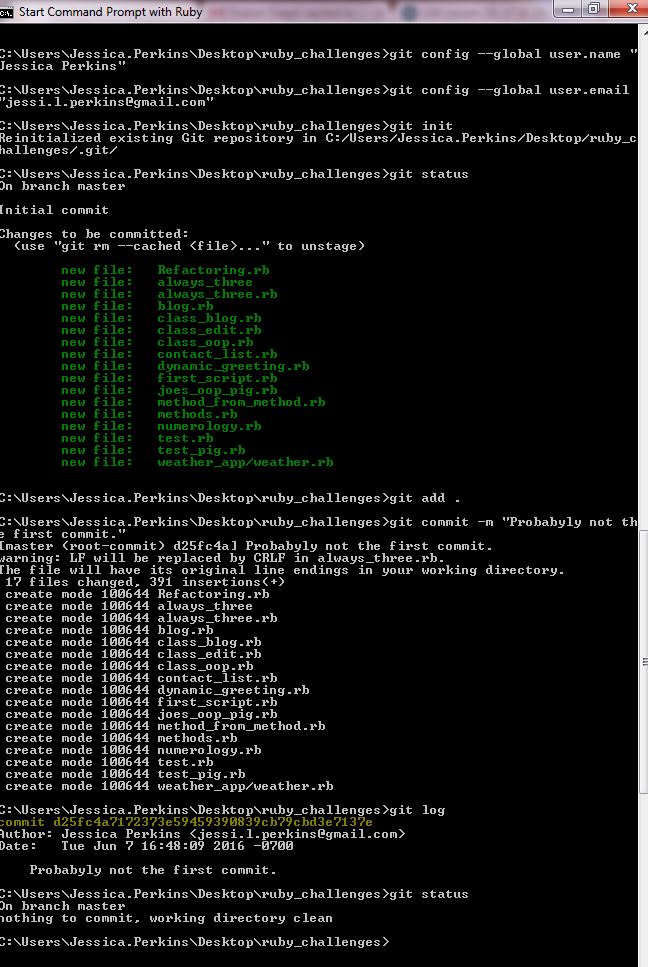 Start Command Prompt with Ruby
C:\Users\Jessica.Perkins\Desktop\ruby_challenges>git config --global user.name "
Jessica Perkins"
C:\Users\Jessica.Perkins\Desktop\ruby_challenges>git config --global user.email
"jessi.l.perkins@gmail.com"
C:\Users\Jessica.Perkins\Desktop\ruby_challenges>git init
Reinitialized existing Git repository in C:/Users/Jessica.Perkins/Desktop/ruby_c
hallenges/.git/
C:\Users\Jessica.Perkins\Desktop\ruby_challenges>git status
On branch master
Initial commit
Changes to be committed:
  (use "git rm --cached <file>..." to unstage)
        new file:   Refactoring.rb
        new file:   always_three
        new file:   always_three.rb
        new file:   blog.rb
        new file:   class_blog.rb
        new file:   class_edit.rb
        new file:   class_oop.rb
        new file:   contact_list.rb
        new file:   dynamic_greeting.rb
        new file:   first_script.rb
        new file:   joes_oop_pig.rb
        new file:   method_from_method.rb
        new file:   methods.rb
        new file:   numerology.rb
        new file:   test.rb
        new file:   test_pig.rb
        new file:   weather_app/weather.rb
C:\Users\Jessica.Perkins\Desktop\ruby_challenges>git add .
C:\Users\Jessica.Perkins\Desktop\ruby_challenges>git commit -m "Probabyly not th
e first commit."
[master (root-commit) d25fc4a] Probabyly not the first commit.
warning: LF will be replaced by CRLF in always_three.rb.
The file will have its original line endings in your working directory.
 17 files changed, 391 insertions(+)
 create mode 100644 Refactoring.rb
 create mode 100644 always_three
 create mode 100644 always_three.rb
 create mode 100644 blog.rb
 create mode 100644 class_blog.rb
 create mode 100644 class_edit.rb
 create mode 100644 class_oop.rb
 create mode 100644 contact_list.rb
 create mode 100644 dynamic_greeting.rb
 create mode 100644 first_script.rb
 create mode 100644 joes_oop_pig.rb
 create mode 100644 method_from_method.rb
 create mode 100644 methods.rb
 create mode 100644 numerology.rb
 create mode 100644 test.rb
 create mode 100644 test_pig.rb
 create mode 100644 weather_app/weather.rb
C:\Users\Jessica.Perkins\Desktop\ruby_challenges>git log
commit d25fc4a7172373e59459390839cb79cbd3e7137e
Author: Jessica Perkins <jessi.l.perkins@gmail.com>
Date:   Tue Jun 7 16:48:09 2016 -0700
    Probabyly not the first commit.
C:\Users\Jessica.Perkins\Desktop\ruby_challenges>git status
On branch master
nothing to commit, working directory clean
C:\Users\Jessica.Perkins\Desktop\ruby_challenges>